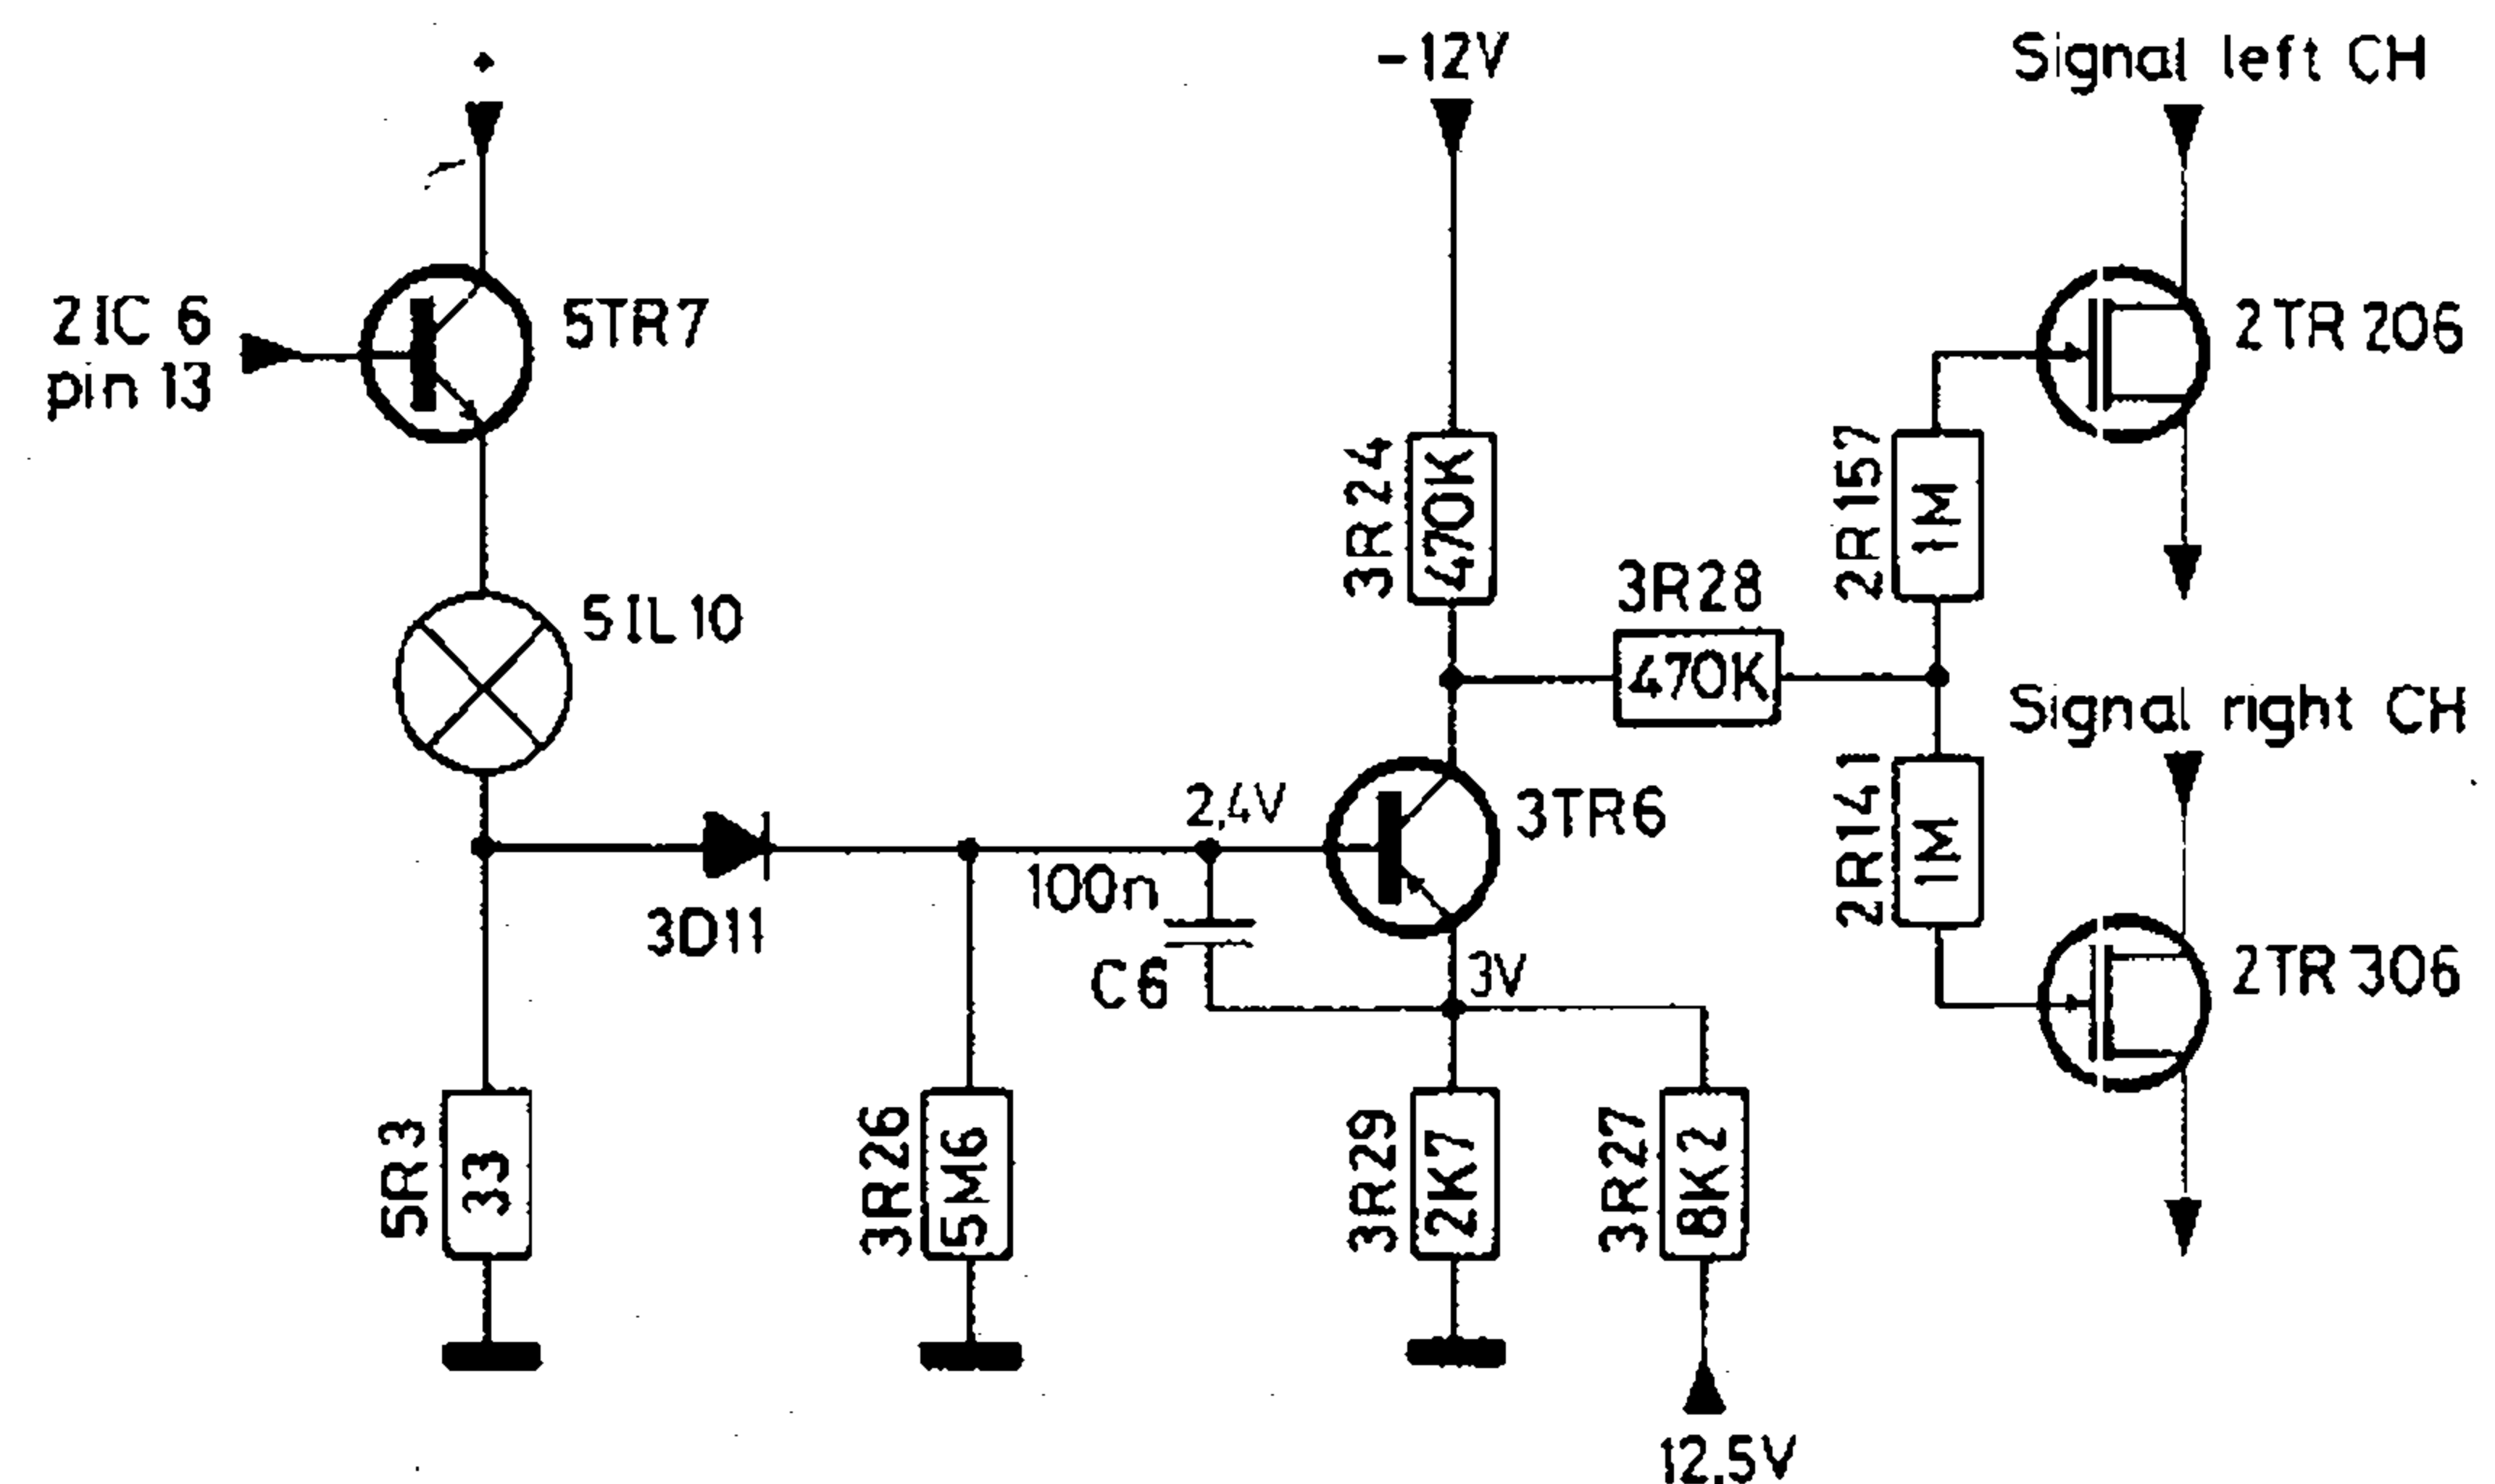 -12V
Signal left CH
2IC 6
pin 13
5TR7
2TR 206
3R24
470K
2R157
1M
3R28
470K
SIL10
Signal right CH
2,4V
3TR6
2R141
1M
100n
3D11
C6
3V
2TR 306
5R3
33
3R26
5M6
3R29
2K7
3R27
8K2
12.5V